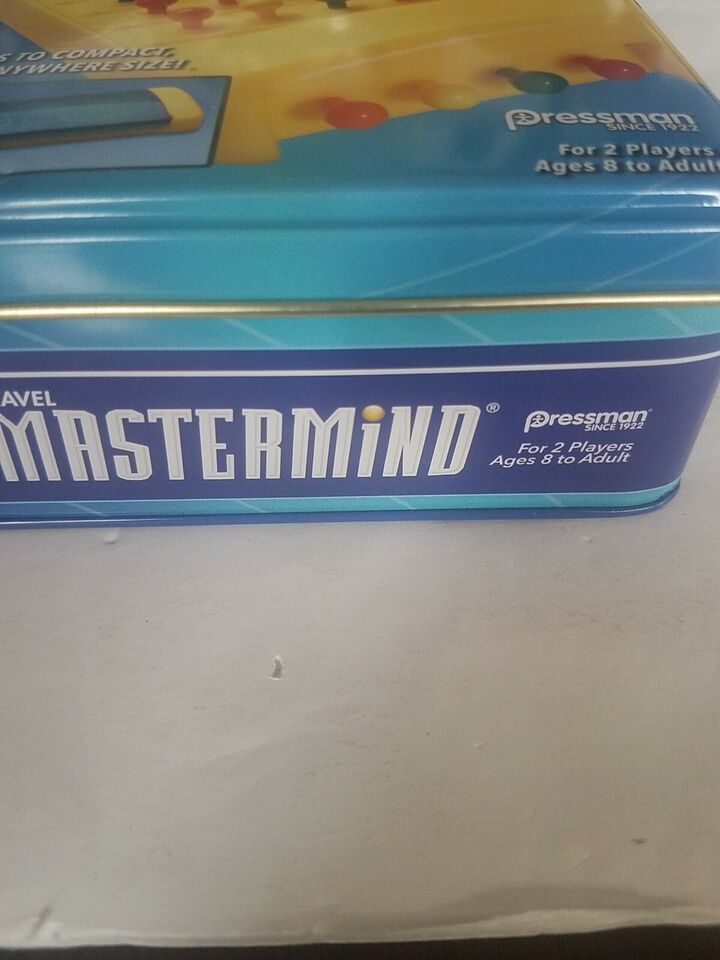 S TO COMPACT,
NYWHERE SIZE!
Pressman
SINCE 1922
For 2 Players
Ages 8 to Adult
AVEL
MASTERMiND®
Pressman
SINCE 1922
For 2 Players
Ages 8 to Adult